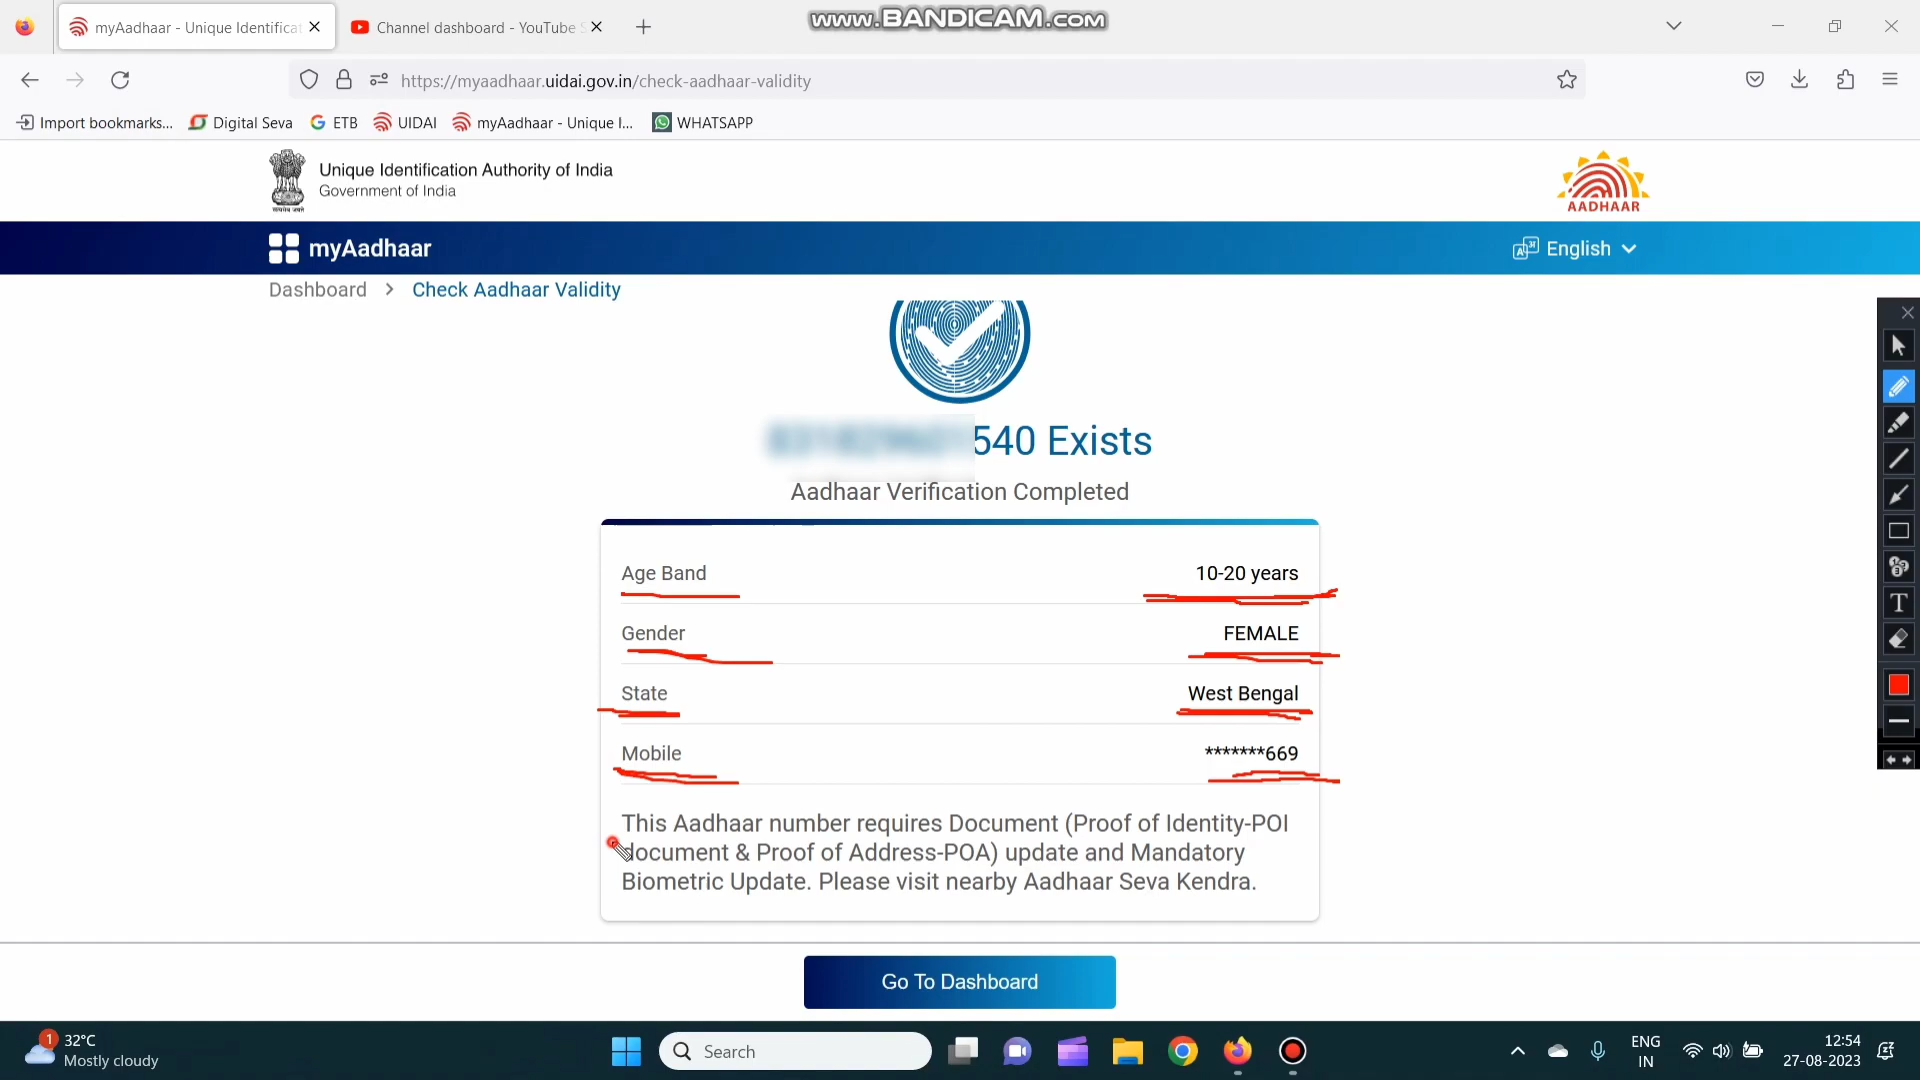 myAadhaar - Unique Identificat
Channel dashboard - YouTube S
www.BANDICAM.com
https://myaadhaar.uidai.gov.in/check-aadhaar-validity
Import bookmarks...
Digital Seva
ETB
UIDAI
myAadhaar - Unique I...
WHATSAPP
Unique Identification Authority of India
Government of India
AADHAAR
myAadhaar
English
Dashboard > Check Aadhaar Validity
540 Exists
Aadhaar Verification Completed
Age Band 10-20 years
Gender FEMALE
State West Bengal
Mobile *******669
This Aadhaar number requires Document (Proof of Identity-POI
document & Proof of Address-POA) update and Mandatory
Biometric Update. Please visit nearby Aadhaar Seva Kendra.
Go To Dashboard
T
1
32°C
Mostly cloudy
Search
ENG
IN
12:54
27-08-2023